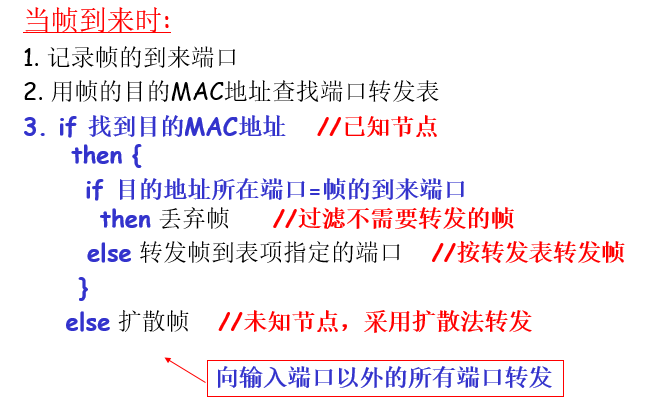 当帧到来时:
1. 记录帧的到来端口
2. 用帧的目的MAC地址查找端口转发表
3. if 找到目的MAC地址 //已知节点
then {
if 目的地址所在端口=帧的到来端口
then 丢弃帧 //过滤不需要转发的帧
else 转发帧到表项指定的端口 //按转发表转发帧
}
else 扩散帧 //未知节点，采用扩散法转发
向输入端口以外的所有端口转发